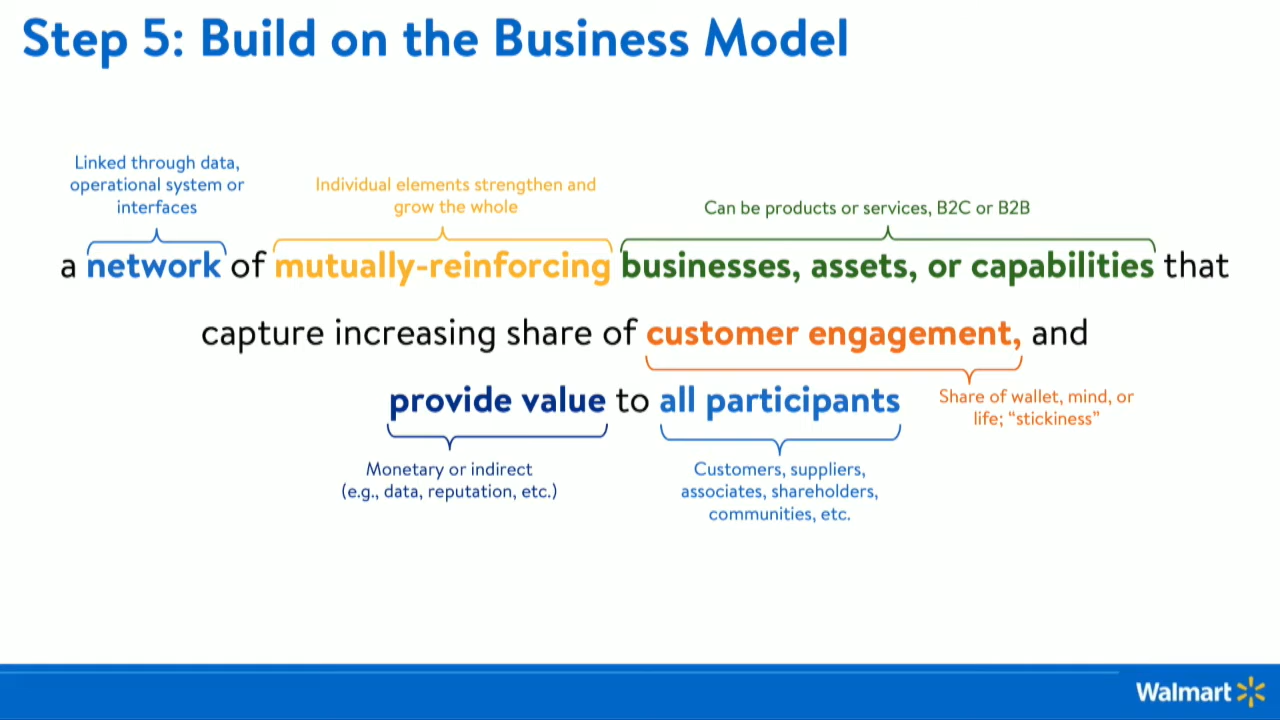 Step 5: Build on the Business Model
Linked through data,
operational system or
interfaces
Individual elements strengthen and
grow the whole
Can be products or services, B2C or B2B
a network of mutually-reinforcing businesses, assets, or capabilities that
capture increasing share of customer engagement, and
provide value to all participants
Share of wallet, mind, or
life; “stickiness”
Monetary or indirect
(e.g., data, reputation, etc.)
Customers, suppliers,
associates, shareholders,
communities, etc.
Walmart